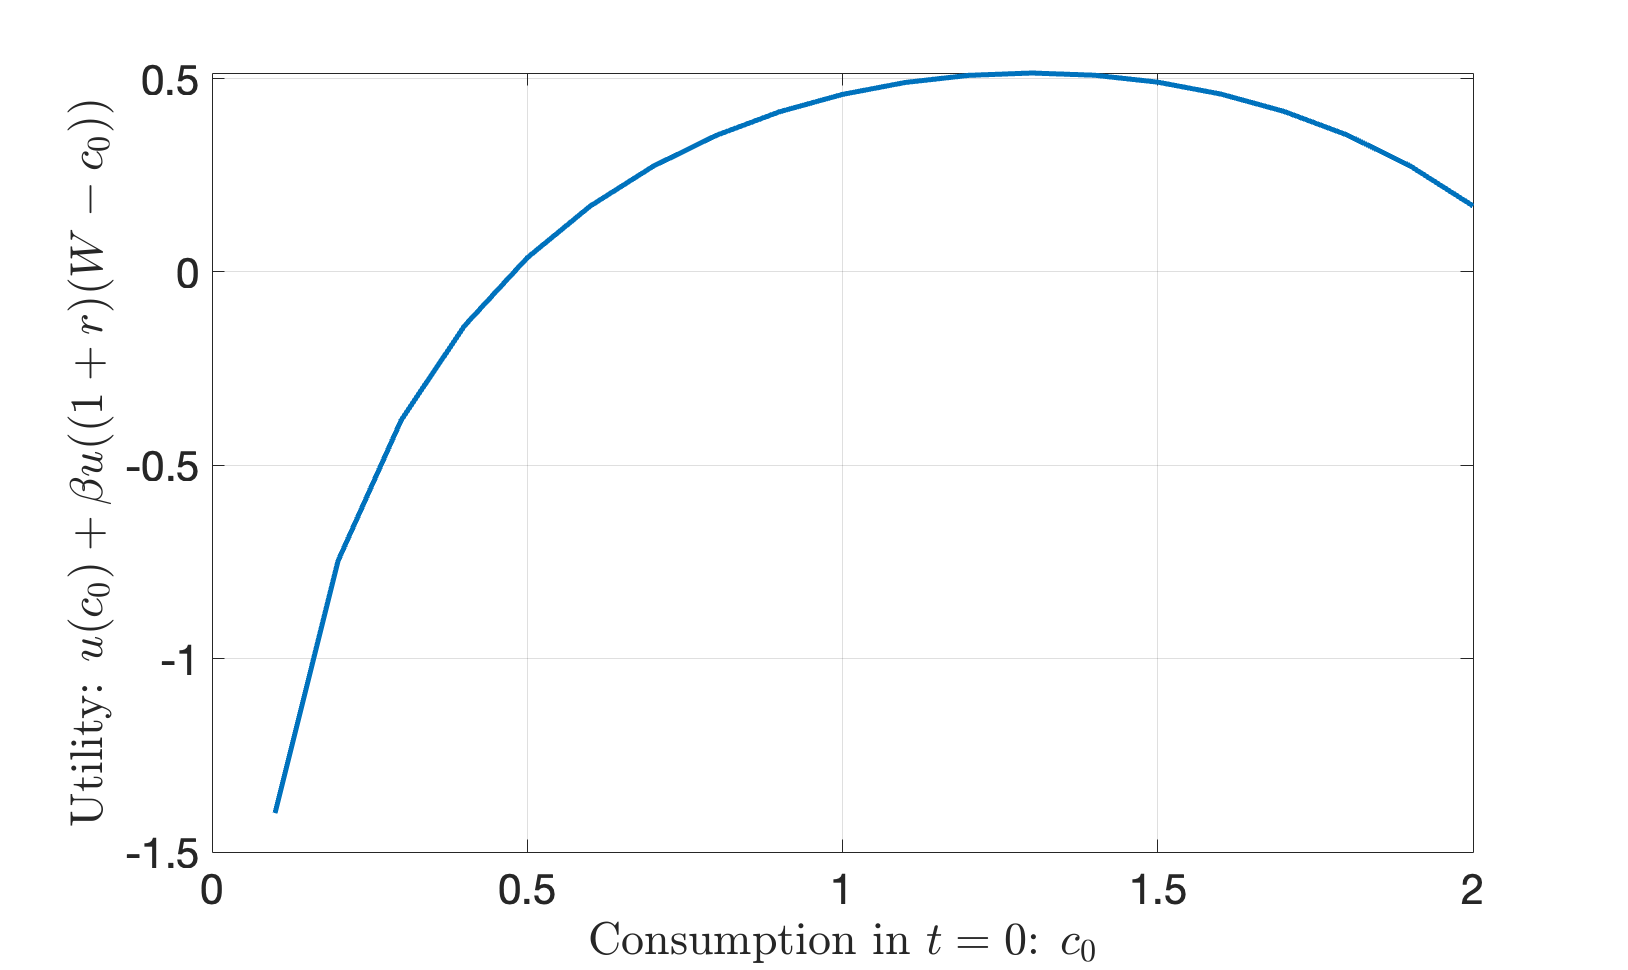 Utility: u(c₀) + βu((1 + r)(W − c₀))
0.5
0
-0.5
-1
-1.5
0 0.5 1 1.5 2
Consumption in t = 0: c₀